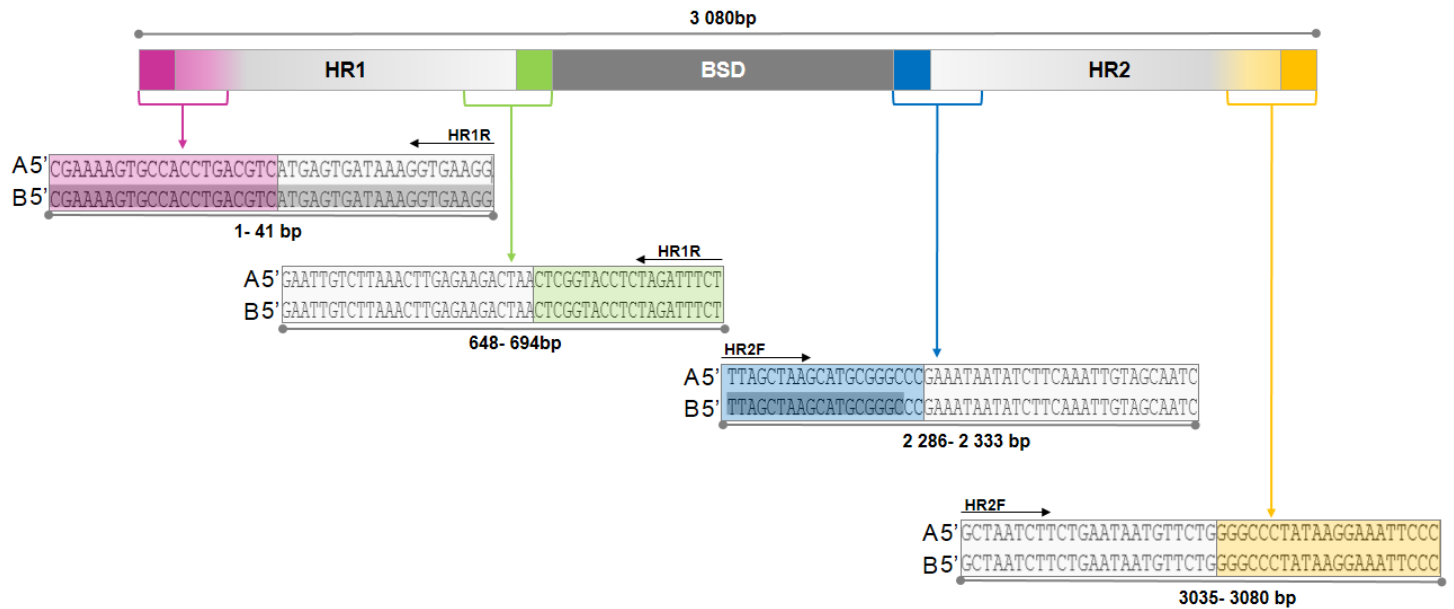 3 080bp
HR1 BSD HR2
HR1R
A5’ CGAAAAGTGCCACCTGACGTCATGAGTGATAAAGGTGAAGG
B5’ CGAAAAGTGCCACCTGACGTCATGAGTGATAAAGGTGAAGG
1- 41 bp
HR1R
A5’ GAATTGTCTTAAACTTGAGAAGACTAACTCGGTACCTCTAGATTTCT
B5’ GAATTGTCTTAAACTTGAGAAGACTAACTCGGTACCTCTAGATTTCT
648- 694bp
HR2F
A5’ TTAGCTAAGCATGCGGGCCCGAAATAATATCTTCAAATTGTAGCAATC
B5’ TTAGCTAAGCATGCGGGCCCGAAATAATATCTTCAAATTGTAGCAATC
2 286- 2 333 bp
HR2F
A5’ GCTAATCTTCTGAATAATGTTCTGGGGCCCTATAAGGAAATTCCC
B5’ GCTAATCTTCTGAATAATGTTCTGGGGCCCTATAAGGAAATTCCC
3035- 3080 bp